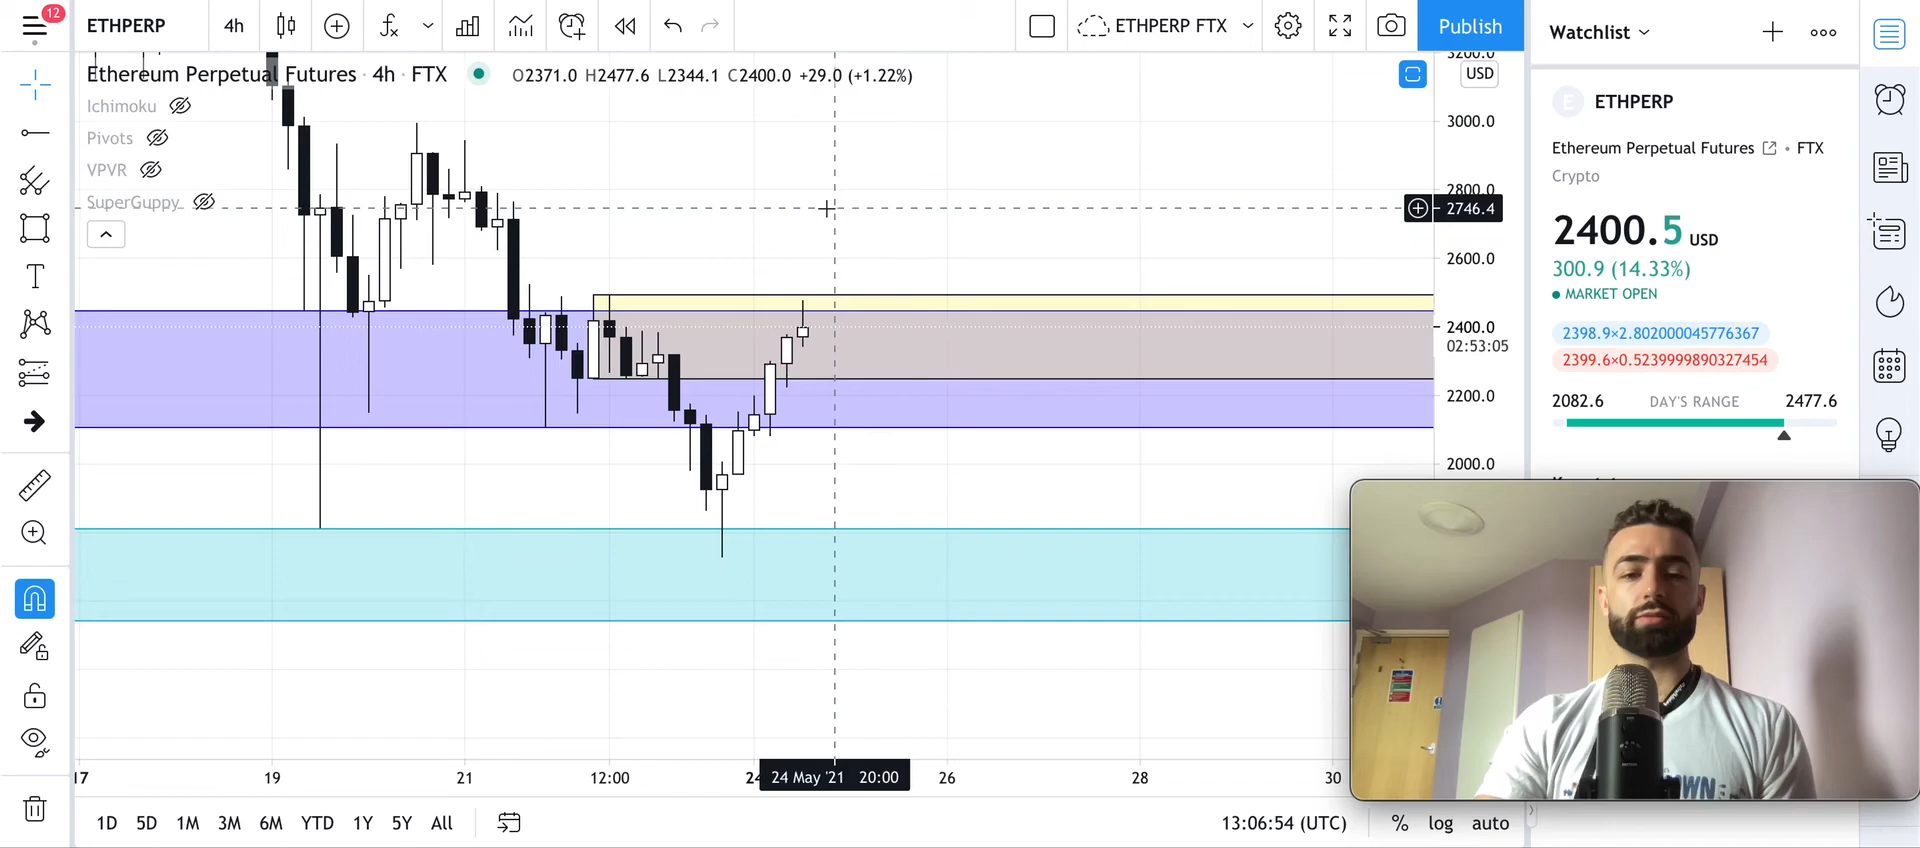 12
ETHPERP
4h
ETHPERP FTX
Publish
Watchlist
Ethereum Perpetual Futures · 4h · FTX
O2371.0 H2477.6 L2344.1 C2400.0 +29.0 (+1.22%)
Ichimoku
Pivots
VPVR
SuperGuppy
3200.0
USD
3000.0
2800.0
2746.4
2600.0
2400.0
02:53:05
2200.0
2000.0
E ETHPERP
Ethereum Perpetual Futures • FTX
Crypto
2400.5 USD
300.9 (14.33%)
MARKET OPEN
2398.9×2.802000045776367
2399.6×0.5239999890327454
2082.6 DAY'S RANGE 2477.6
17 19 21 12:00 24 24 May '21 20:00 26 28 30
1D 5D 1M 3M 6M YTD 1Y 5Y All
13:06:54 (UTC) % log auto